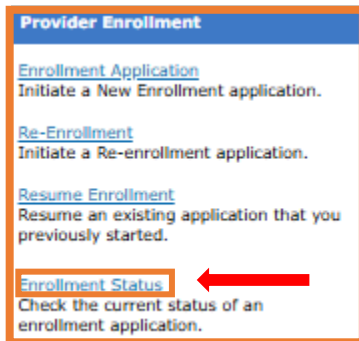 Provider Enrollment
Enrollment Application
Initiate a New Enrollment application.
Re-Enrollment
Initiate a Re-enrollment application.
Resume Enrollment
Resume an existing application that you
previously started.
Enrollment Status
Check the current status of an
enrollment application.